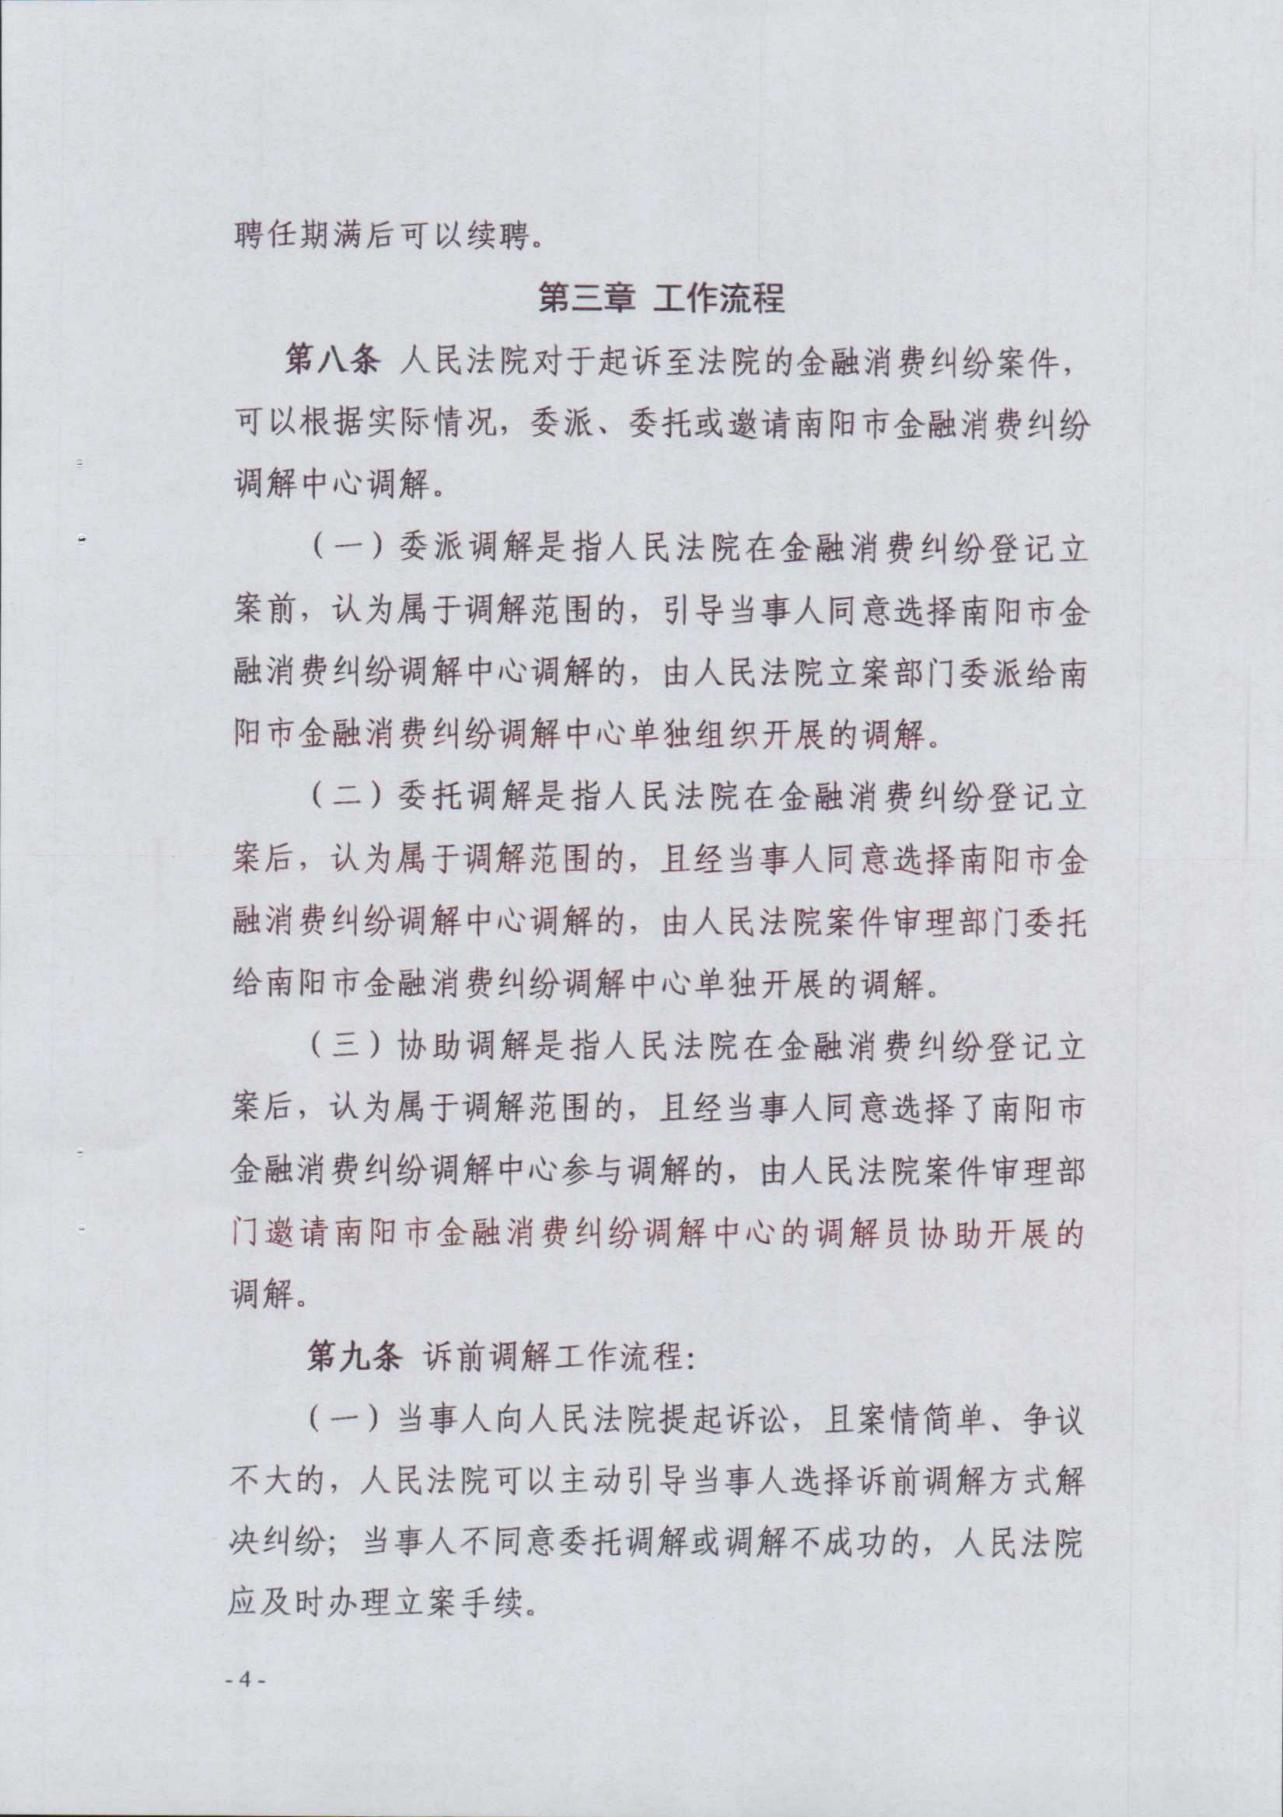 聘任期满后可以续聘。
第三章 工作流程
第八条 人民法院对于起诉至法院的金融消费纠纷案件，
可以根据实际情况，委派、委托或邀请南阳市金融消费纠纷
调解中心调解。
（一）委派调解是指人民法院在金融消费纠纷登记立
案前，认为属于调解范围的，引导当事人同意选择南阳市金
融消费纠纷调解中心调解的，由人民法院立案部门委派给南
阳市金融消费纠纷调解中心单独组织开展的调解。
（二）委托调解是指人民法院在金融消费纠纷登记立
案后，认为属于调解范围的，且经当事人同意选择南阳市金
融消费纠纷调解中心调解的，由人民法院案件审理部门委托
给南阳市金融消费纠纷调解中心单独开展的调解。
（三）协助调解是指人民法院在金融消费纠纷登记立
案后，认为属于调解范围的，且经当事人同意选择了南阳市
金融消费纠纷调解中心参与调解的，由人民法院案件审理部
门邀请南阳市金融消费纠纷调解中心的调解员协助开展的
调解。
第九条 诉前调解工作流程：
（一）当事人向人民法院提起诉讼，且案情简单、争议
不大的，人民法院可以主动引导当事人选择诉前调解方式解
决纠纷；当事人不同意委托调解或调解不成功的，人民法院
应及时办理立案手续。
- 4 -